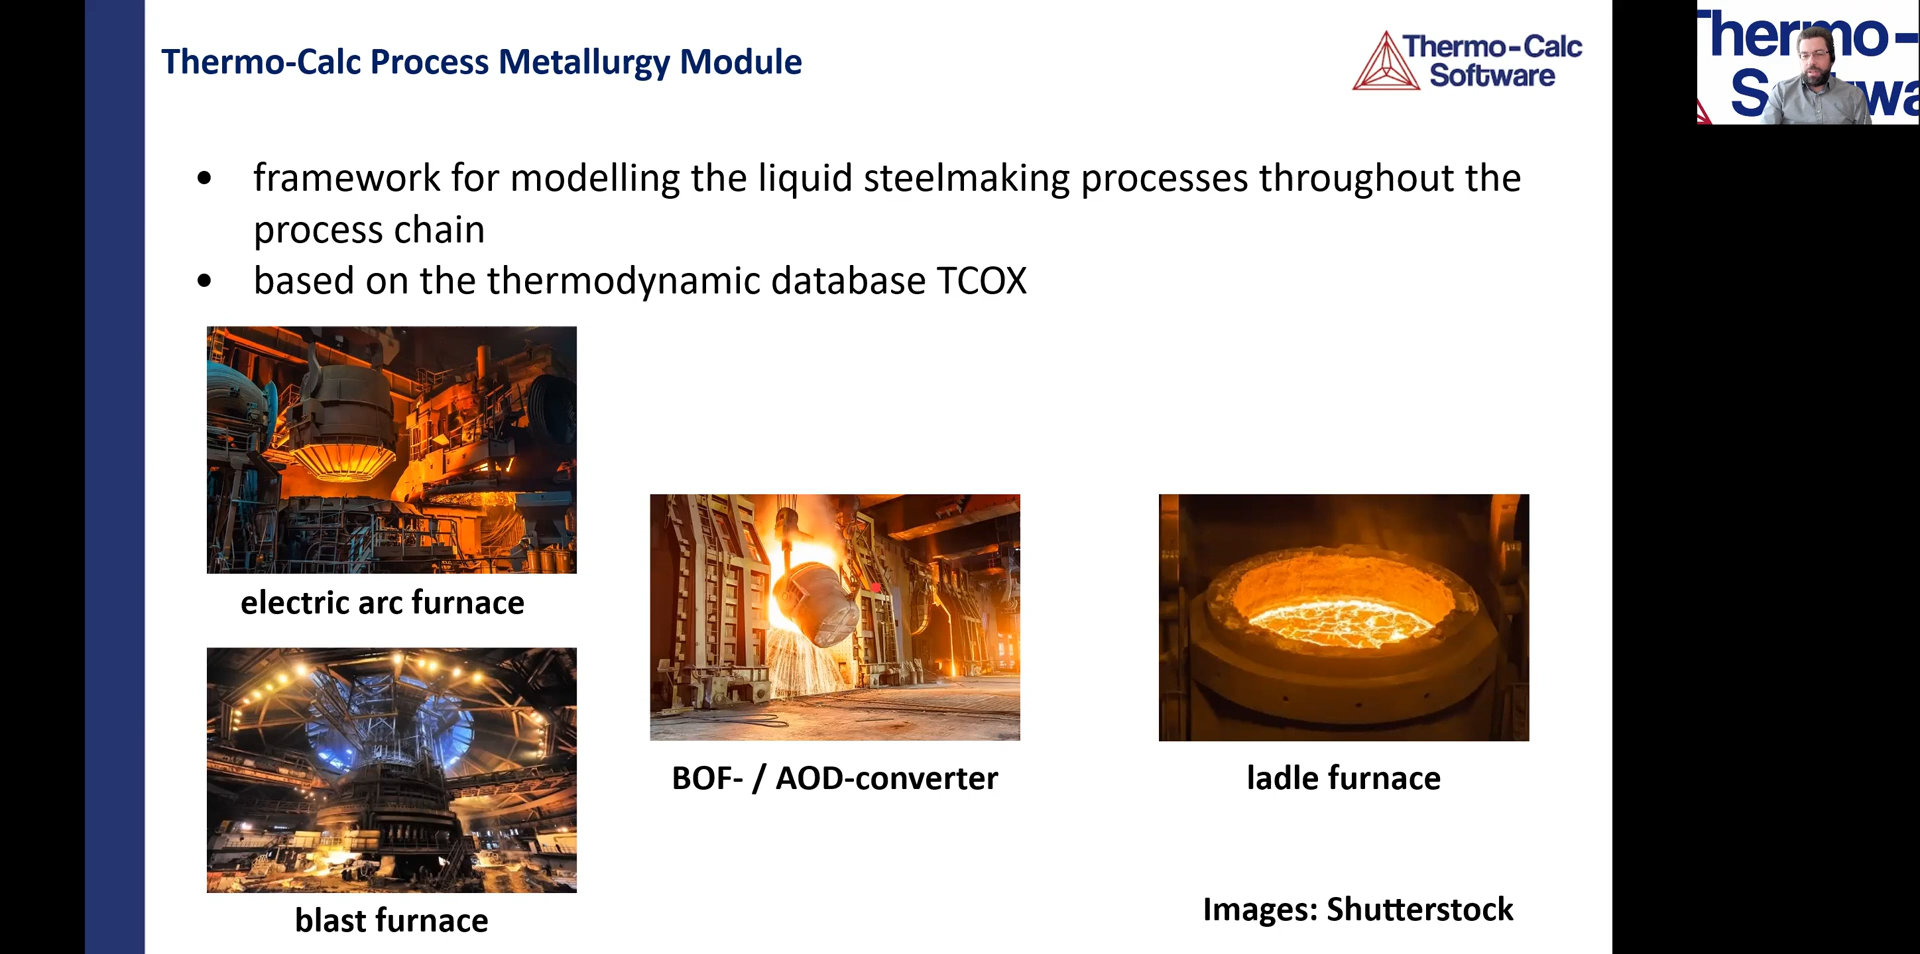 Thermo-Calc Process Metallurgy Module
Thermo-Calc
Software
• framework for modelling the liquid steelmaking processes throughout the
process chain
• based on the thermodynamic database TCOX
electric arc furnace
blast furnace
BOF- / AOD-converter
ladle furnace
Images: Shutterstock